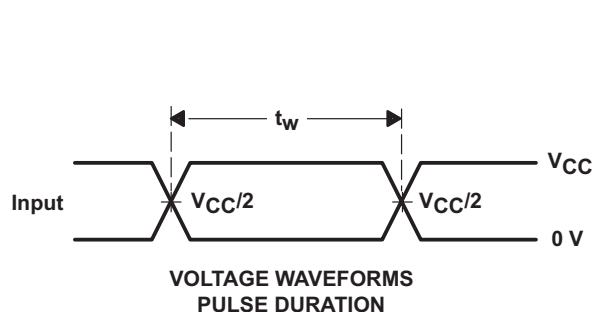 tw
VCC
Input
VCC/2
VCC/2
0 V
VOLTAGE WAVEFORMS
PULSE DURATION